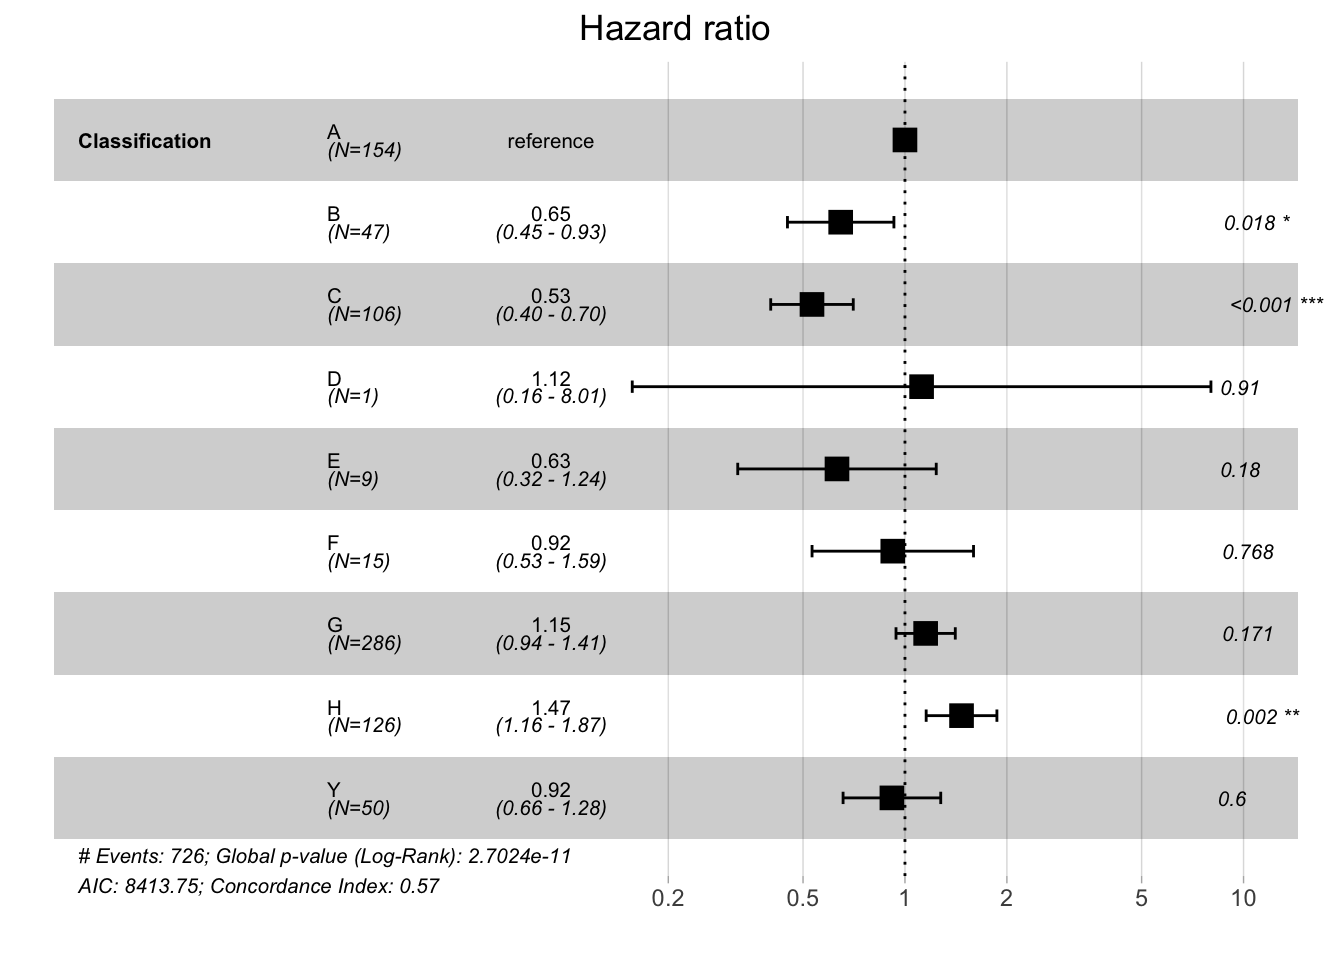 Hazard ratio
Classification A reference
(N=154)
B 0.65 0.018 *
(N=47) (0.45 - 0.93)
C 0.53 <0.001 ***
(N=106) (0.40 - 0.70)
D 1.12 0.91
(N=1) (0.16 - 8.01)
E 0.63 0.18
(N=9) (0.32 - 1.24)
F 0.92 0.768
(N=15) (0.53 - 1.59)
G 1.15 0.171
(N=286) (0.94 - 1.41)
H 1.47 0.002 **
(N=126) (1.16 - 1.87)
Y 0.92 0.6
(N=50) (0.66 - 1.28)
# Events: 726; Global p-value (Log-Rank): 2.7024e-11
AIC: 8413.75; Concordance Index: 0.57
0.2 0.5 1 2 5 10